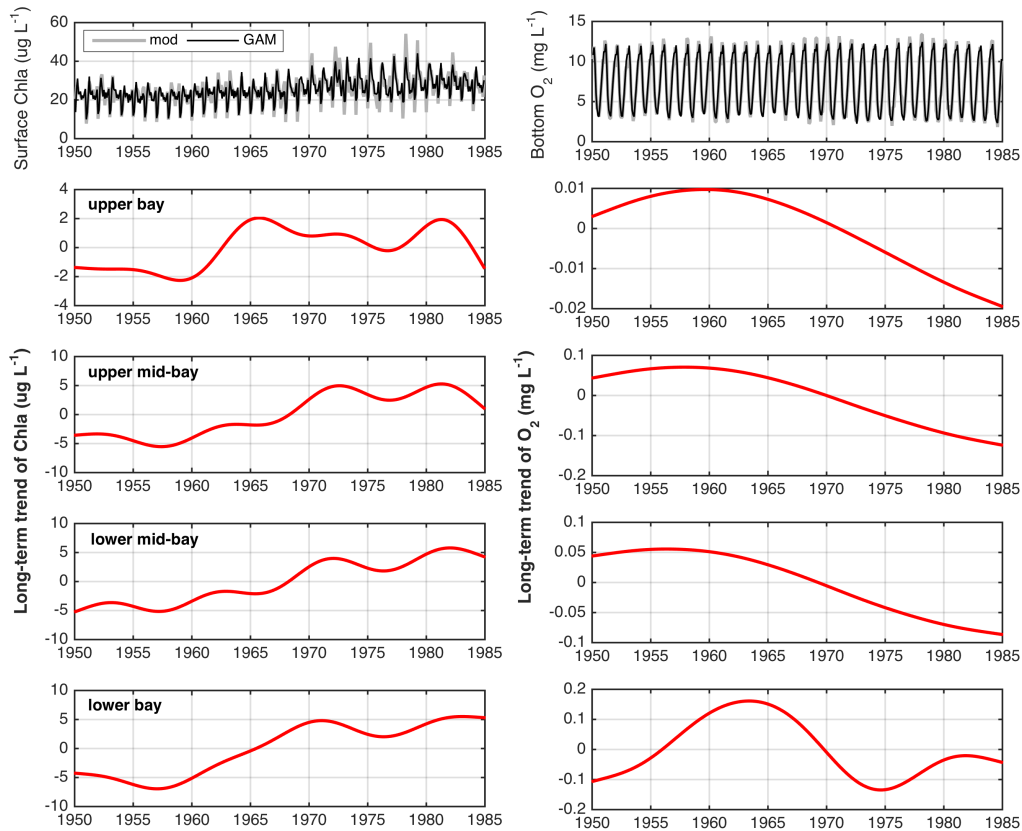 Surface Chla (ug L-1)
60
40
20
0
mod
GAM
1950 1955 1960 1965 1970 1975 1980 1985
Bottom O2 (mg L-1)
15
10
5
0
1950 1955 1960 1965 1970 1975 1980 1985
Long-term trend of Chla (ug L-1)
upper bay
4
2
0
-2
-4
1950 1955 1960 1965 1970 1975 1980 1985
Long-term trend of O2 (mg L-1)
0.01
0
-0.01
-0.02
1950 1955 1960 1965 1970 1975 1980 1985
upper mid-bay
10
5
0
-5
-10
1950 1955 1960 1965 1970 1975 1980 1985
0.1
0
-0.1
-0.2
1950 1955 1960 1965 1970 1975 1980 1985
lower mid-bay
10
5
0
-5
-10
1950 1955 1960 1965 1970 1975 1980 1985
0.1
0.05
0
-0.05
-0.1
1950 1955 1960 1965 1970 1975 1980 1985
lower bay
10
5
0
-5
-10
1950 1955 1960 1965 1970 1975 1980 1985
0.2
0.1
0
-0.1
-0.2
1950 1955 1960 1965 1970 1975 1980 1985